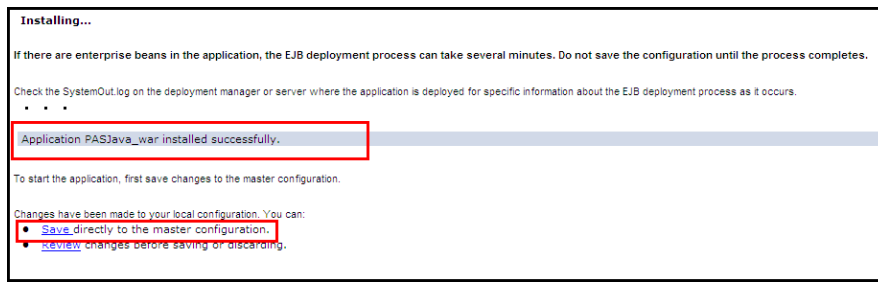 Installing...
If there are enterprise beans in the application, the EJB deployment process can take several minutes. Do not save the configuration until the process completes.
Check the SystemOut.log on the deployment manager or server where the application is deployed for specific information about the EJB deployment process as it occurs.
. . .
Application PASJava_war installed successfully.
To start the application, first save changes to the master configuration.
Changes have been made to your local configuration. You can:
● Save directly to the master configuration.
● Review changes before saving or discarding.